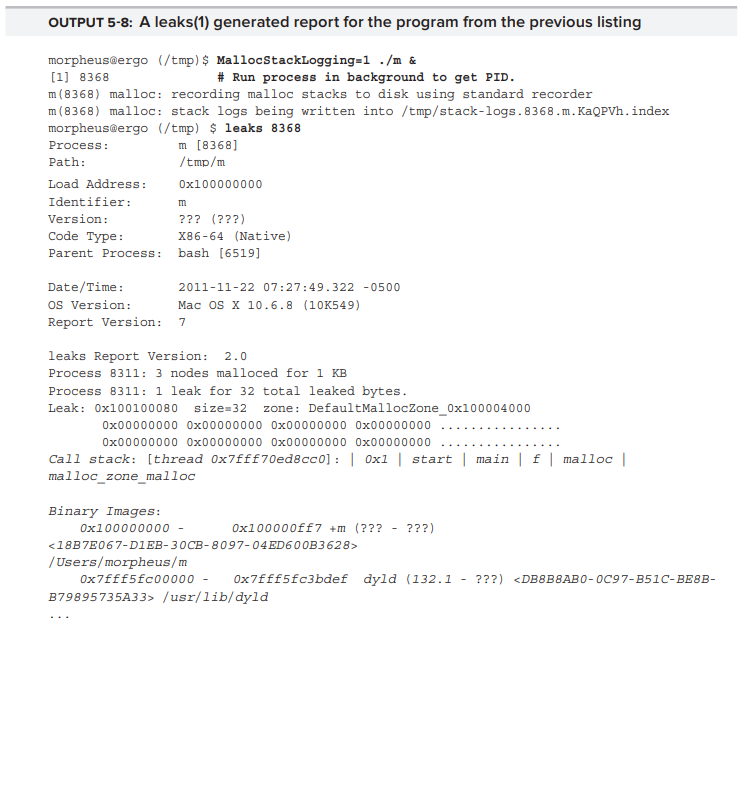 OUTPUT 5-8: A leaks(1) generated report for the program from the previous listing
morpheus@ergo (/tmp)$ MallocStackLogging=1 ./m &
[1] 8368 # Run process in background to get PID.
m(8368) malloc: recording malloc stacks to disk using standard recorder
m(8368) malloc: stack logs being written into /tmp/stack-logs.8368.m.KaQPVh.index
morpheus@ergo (/tmp) $ leaks 8368
Process: m [8368]
Path: /tmp/m
Load Address: 0x100000000
Identifier: m
Version: ??? (???)
Code Type: X86-64 (Native)
Parent Process: bash [6519]
Date/Time: 2011-11-22 07:27:49.322 -0500
OS Version: Mac OS X 10.6.8 (10K549)
Report Version: 7
leaks Report Version: 2.0
Process 8311: 3 nodes malloced for 1 KB
Process 8311: 1 leak for 32 total leaked bytes.
Leak: 0x100100080 size=32 zone: DefaultMallocZone_0x100004000
0x00000000 0x00000000 0x00000000 0x00000000 ................
0x00000000 0x00000000 0x00000000 0x00000000 ................
Call stack: [thread 0x7fff70ed8cc0]: | 0x1 | start | main | f | malloc |
malloc_zone_malloc
Binary Images:
0x100000000 - 0x100000ff7 +m (??? - ???)
<18B7E067-D1EB-30CB-8097-04ED600B3628>
/Users/morpheus/m
0x7fff5fc00000 - 0x7fff5fc3bdef dyld (132.1 - ???) <DB8B8AB0-0C97-B51C-BE8B-
B79895735A33> /usr/lib/dyld
...